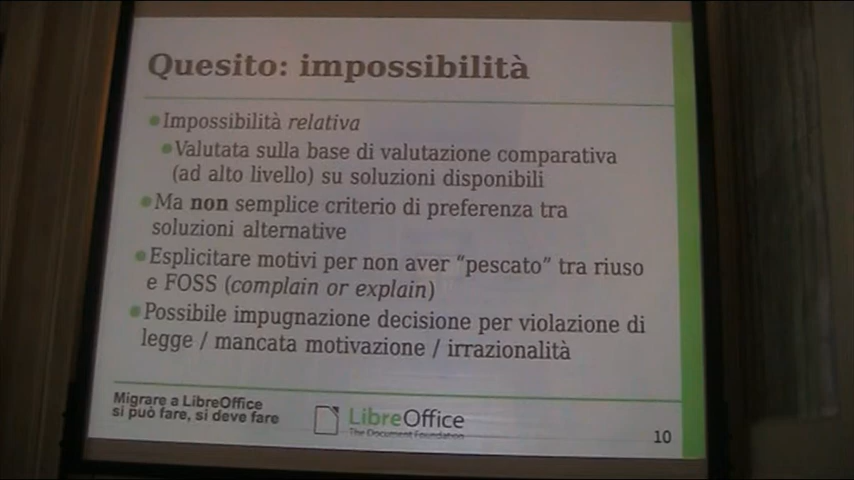 Quesito: impossibilità
Impossibilità relativa
Valutata sulla base di valutazione comparativa
(ad alto livello) su soluzioni disponibili
Ma non semplice criterio di preferenza tra
soluzioni alternative
Esplicitare motivi per non aver “pescato” tra riuso
e FOSS (complain or explain)
Possibile impugnazione decisione per violazione di
legge / mancata motivazione / irrazionalità
Migrare a LibreOffice
si può fare, si deve fare
LibreOffice
The Document Foundation
10